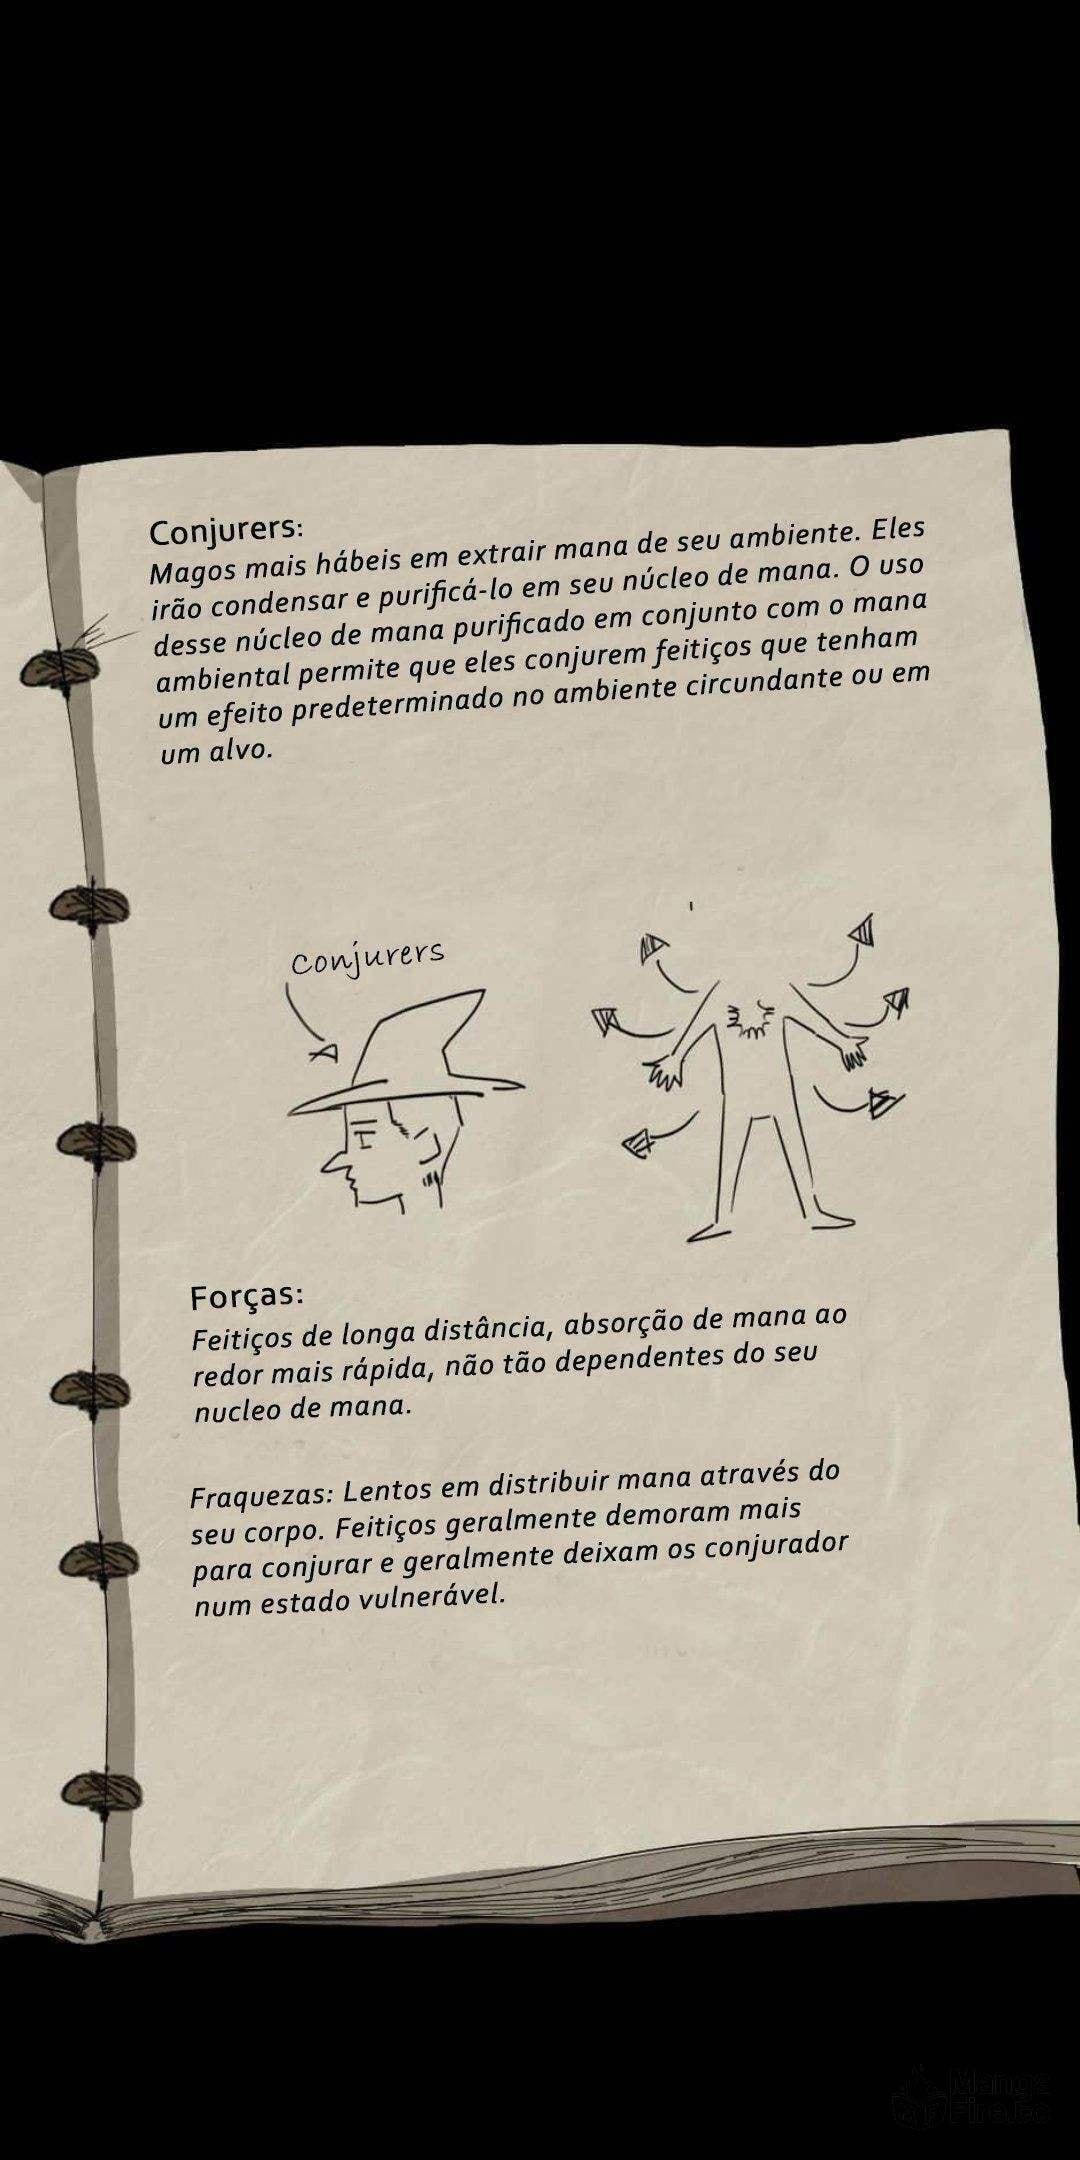 Conjurers:
Magos mais hábeis em extrair mana de seu ambiente. Eles
irão condensar e purificá-lo em seu núcleo de mana. O uso
desse núcleo de mana purificado em conjunto com o mana
ambiental permite que eles conjurem feitiços que tenham
um efeito predeterminado no ambiente circundante ou em
um alvo.
Conjurers
Forças:
Feitiços de longa distância, absorção de mana ao
redor mais rápida, não tão dependentes do seu
nucleo de mana.
Fraquezas: Lentos em distribuir mana através do
seu corpo. Feitiços geralmente demoram mais
para conjurar e geralmente deixam os conjurador
num estado vulnerável.
Manga
Fire.to